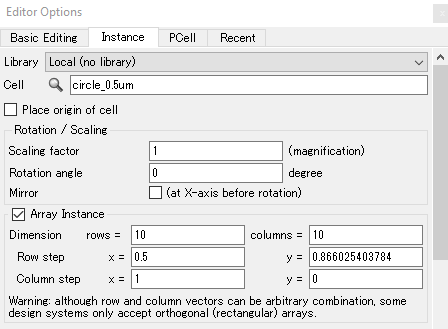 Editor Options
Basic Editing Instance PCell Recent
Library Local (no library)
Cell circle_0.5um
Place origin of cell
Rotation / Scaling
Scaling factor 1 (magnification)
Rotation angle 0 degree
Mirror (at X-axis before rotation)
Array Instance
Dimension rows = 10 columns = 10
Row step x = 0.5 y = 0.866025403784
Column step x = 1 y = 0
Warning: although row and column vectors can be arbitrary combination, some
design systems only accept orthogonal (rectangular) arrays.